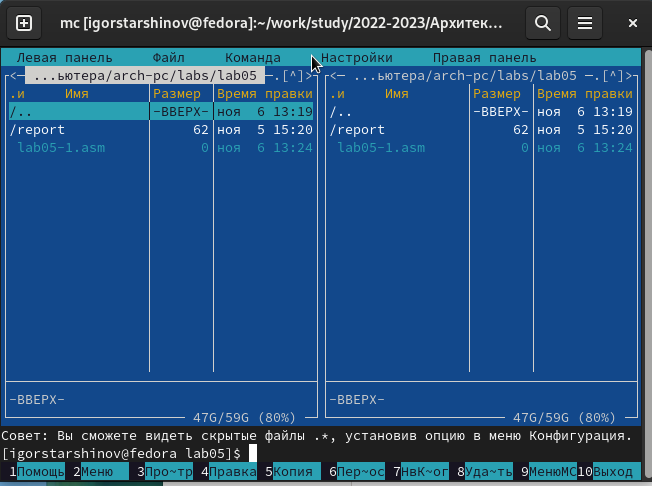 mc [igorstarshinov@fedora]:~/work/study/2022-2023/Архитек…
Левая панель Файл Команда Настройки Правая панель
<— ...ьютера/arch-pc/labs/lab05 —.[^]> <— ...ьютера/arch-pc/labs/lab05 —.[^]>
.и Имя Размер Время правки .и Имя Размер Время правки
/.. -ВВЕРХ- ноя 6 13:19 /.. -ВВЕРХ- ноя 6 13:19
/report 62 ноя 5 15:20 /report 62 ноя 5 15:20
lab05-1.asm 0 ноя 6 13:24 lab05-1.asm 0 ноя 6 13:24
-ВВЕРХ- -ВВЕРХ-
47G/59G (80%) 47G/59G (80%)
Совет: Вы сможете видеть скрытые файлы .*, установив опцию в меню Конфигурация.
[igorstarshinov@fedora lab05]$
1Помощь 2Меню 3Про~тр 4Правка 5Копия 6Пер~ос 7НвК~ог 8Уда~ть 9МенюMC 10Выход